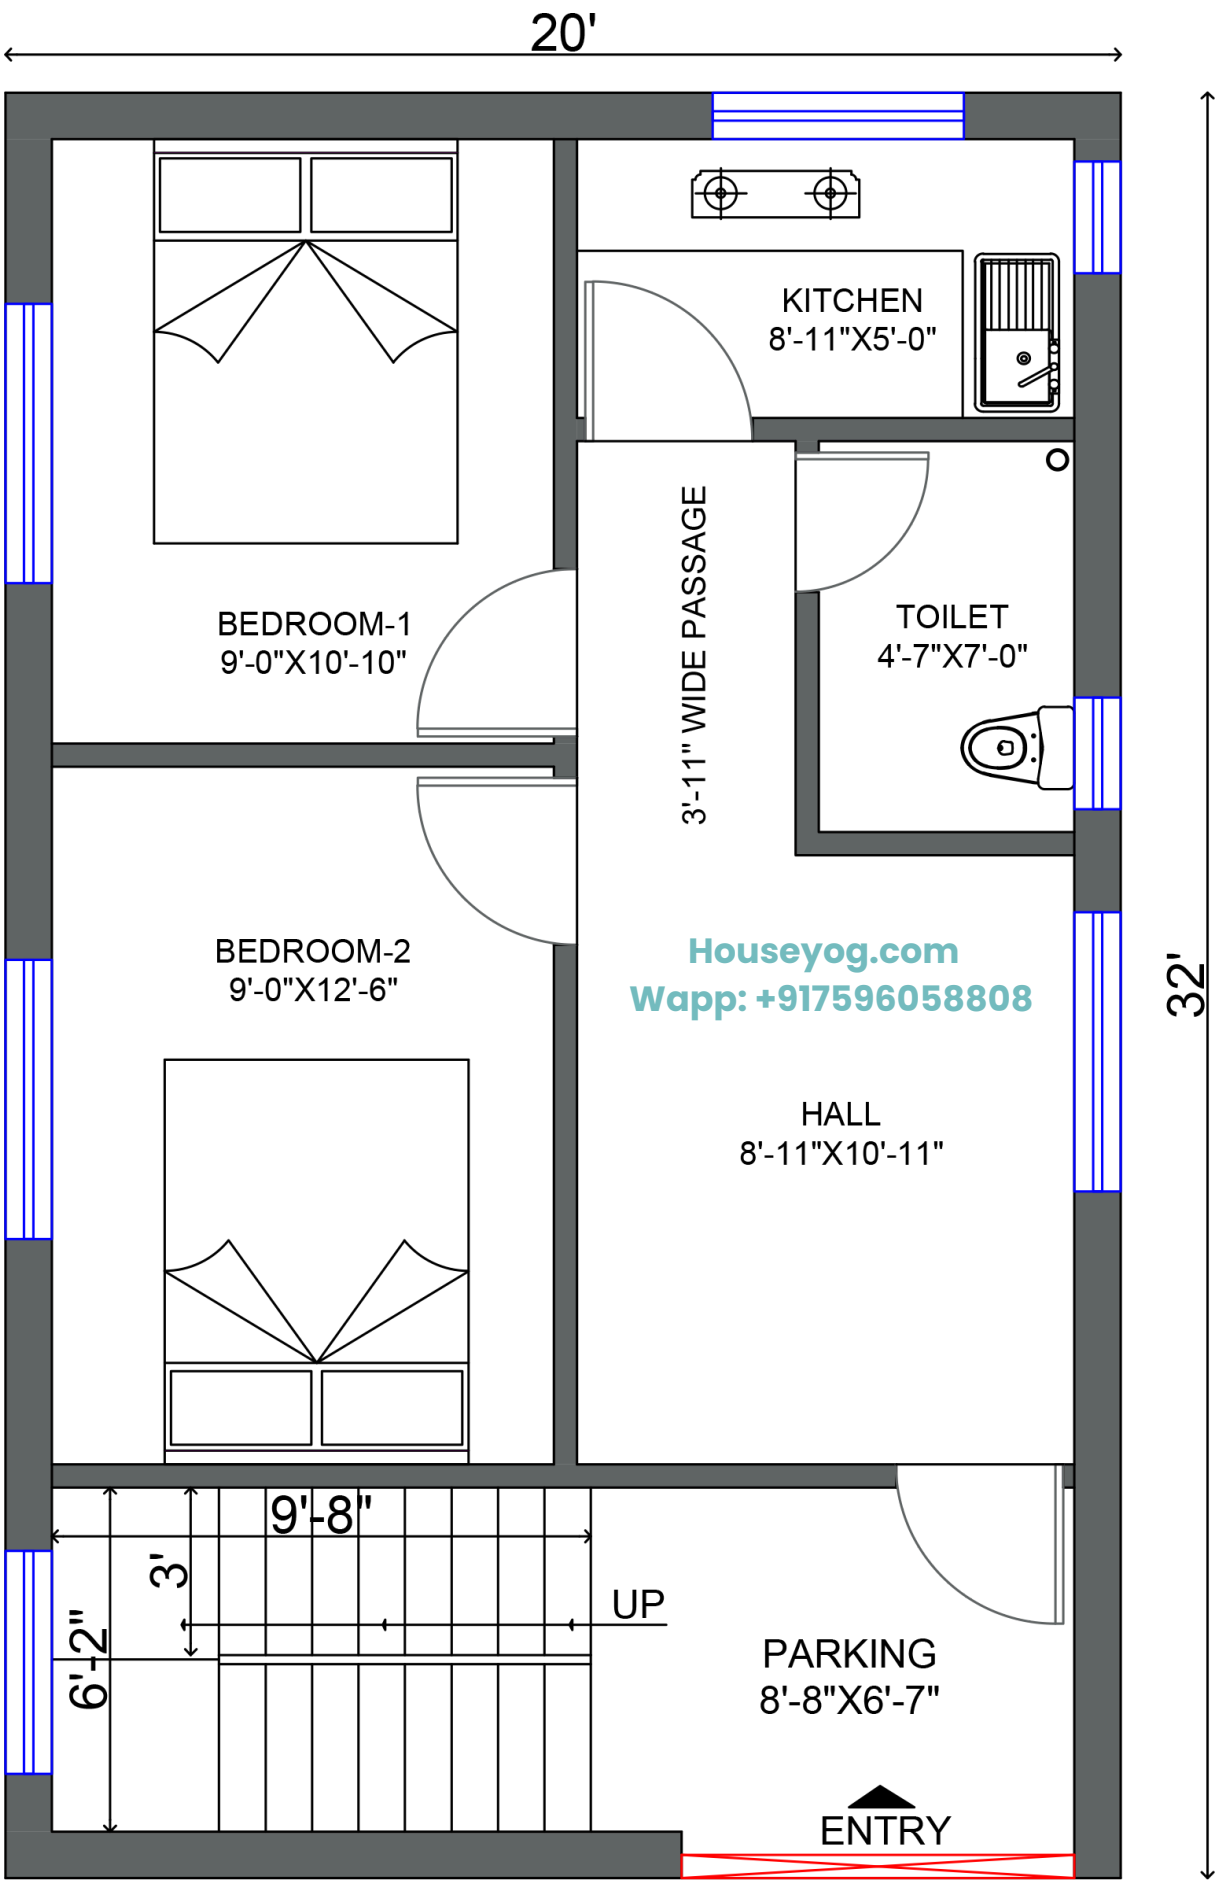 20'
KITCHEN
8'-11"X5'-0"
3'-11" WIDE PASSAGE
BEDROOM-1
9'-0"X10'-10"
TOILET
4'-7"X7'-0"
BEDROOM-2
9'-0"X12'-6"
Houseyog.com
Wapp: +917596058808
32'
HALL
8'-11"X10'-11"
9'-8"
3'
6'-2"
UP
PARKING
8'-8"X6'-7"
ENTRY